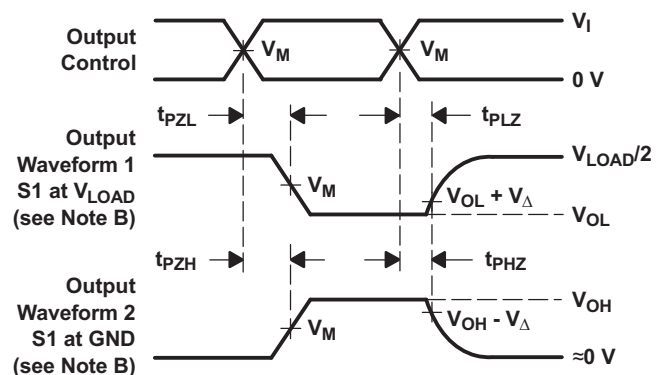 Output
Control
V_M
V_M
V_I
0 V
t_PZL
t_PLZ
Output
Waveform 1
S1 at V_LOAD
(see Note B)
V_M
V_LOAD/2
V_OL + V_Δ
V_OL
t_PZH
t_PHZ
Output
Waveform 2
S1 at GND
(see Note B)
V_M
V_OH
V_OH - V_Δ
≈0 V